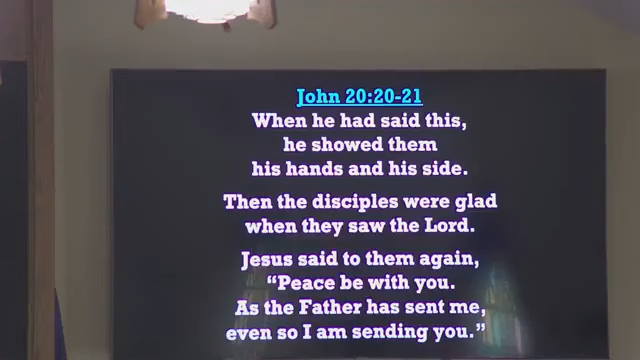 John 20:20-21
When he had said this,
he showed them
his hands and his side.
Then the disciples were glad
when they saw the Lord.
Jesus said to them again,
“Peace be with you.
As the Father has sent me,
even so I am sending you.”